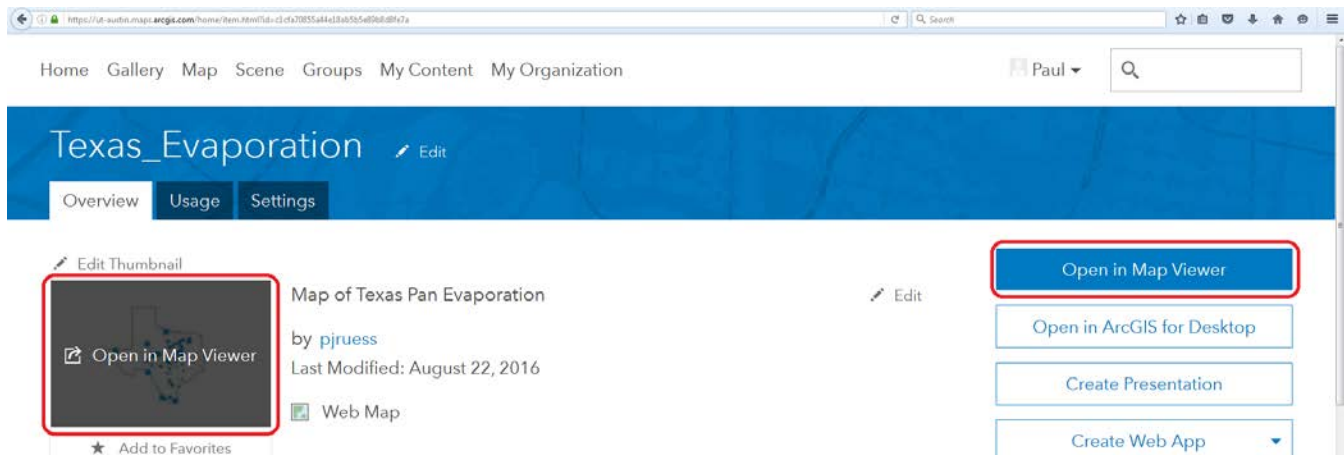 Search
Home Gallery Map Scene Groups My Content My Organization
Paul
Texas_Evaporation Edit
Overview Usage Settings
Edit Thumbnail
Open in Map Viewer
Map of Texas Pan Evaporation Edit
by pjruess
Last Modified: August 22, 2016
Web Map
Add to Favorites
Open in Map Viewer
Open in ArcGIS for Desktop
Create Presentation
Create Web App